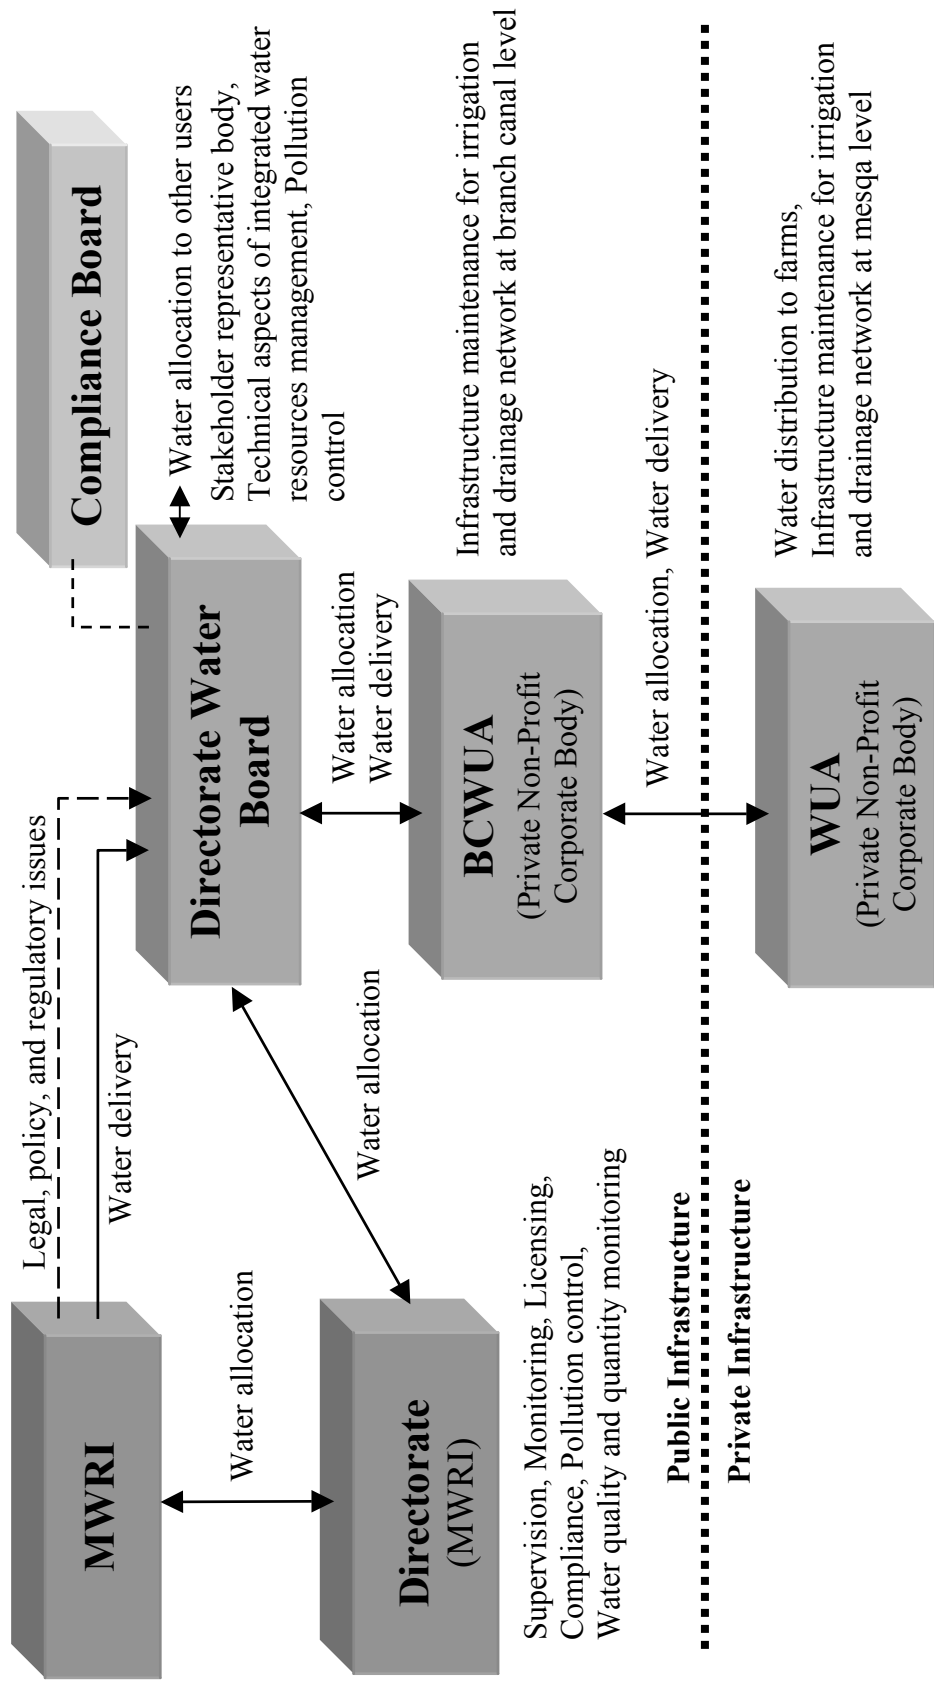 Compliance Board
Legal, policy, and regulatory issues
MWRI
Water delivery
Water allocation to other users
Stakeholder representative body,
Technical aspects of integrated water
resources management, Pollution
control
Directorate Water
Board
Water allocation
Water allocation
Water allocation
Water delivery
Directorate
(MWRI)
BCWUA
(Private Non-Profit
Corporate Body)
Infrastructure maintenance for irrigation
and drainage network at branch canal level
Supervision, Monitoring, Licensing,
Compliance, Pollution control,
Water quality and quantity monitoring
Water allocation, Water delivery
Public Infrastructure
Private Infrastructure
WUA
(Private Non-Profit
Corporate Body)
Water distribution to farms,
Infrastructure maintenance for irrigation
and drainage network at mesqa level